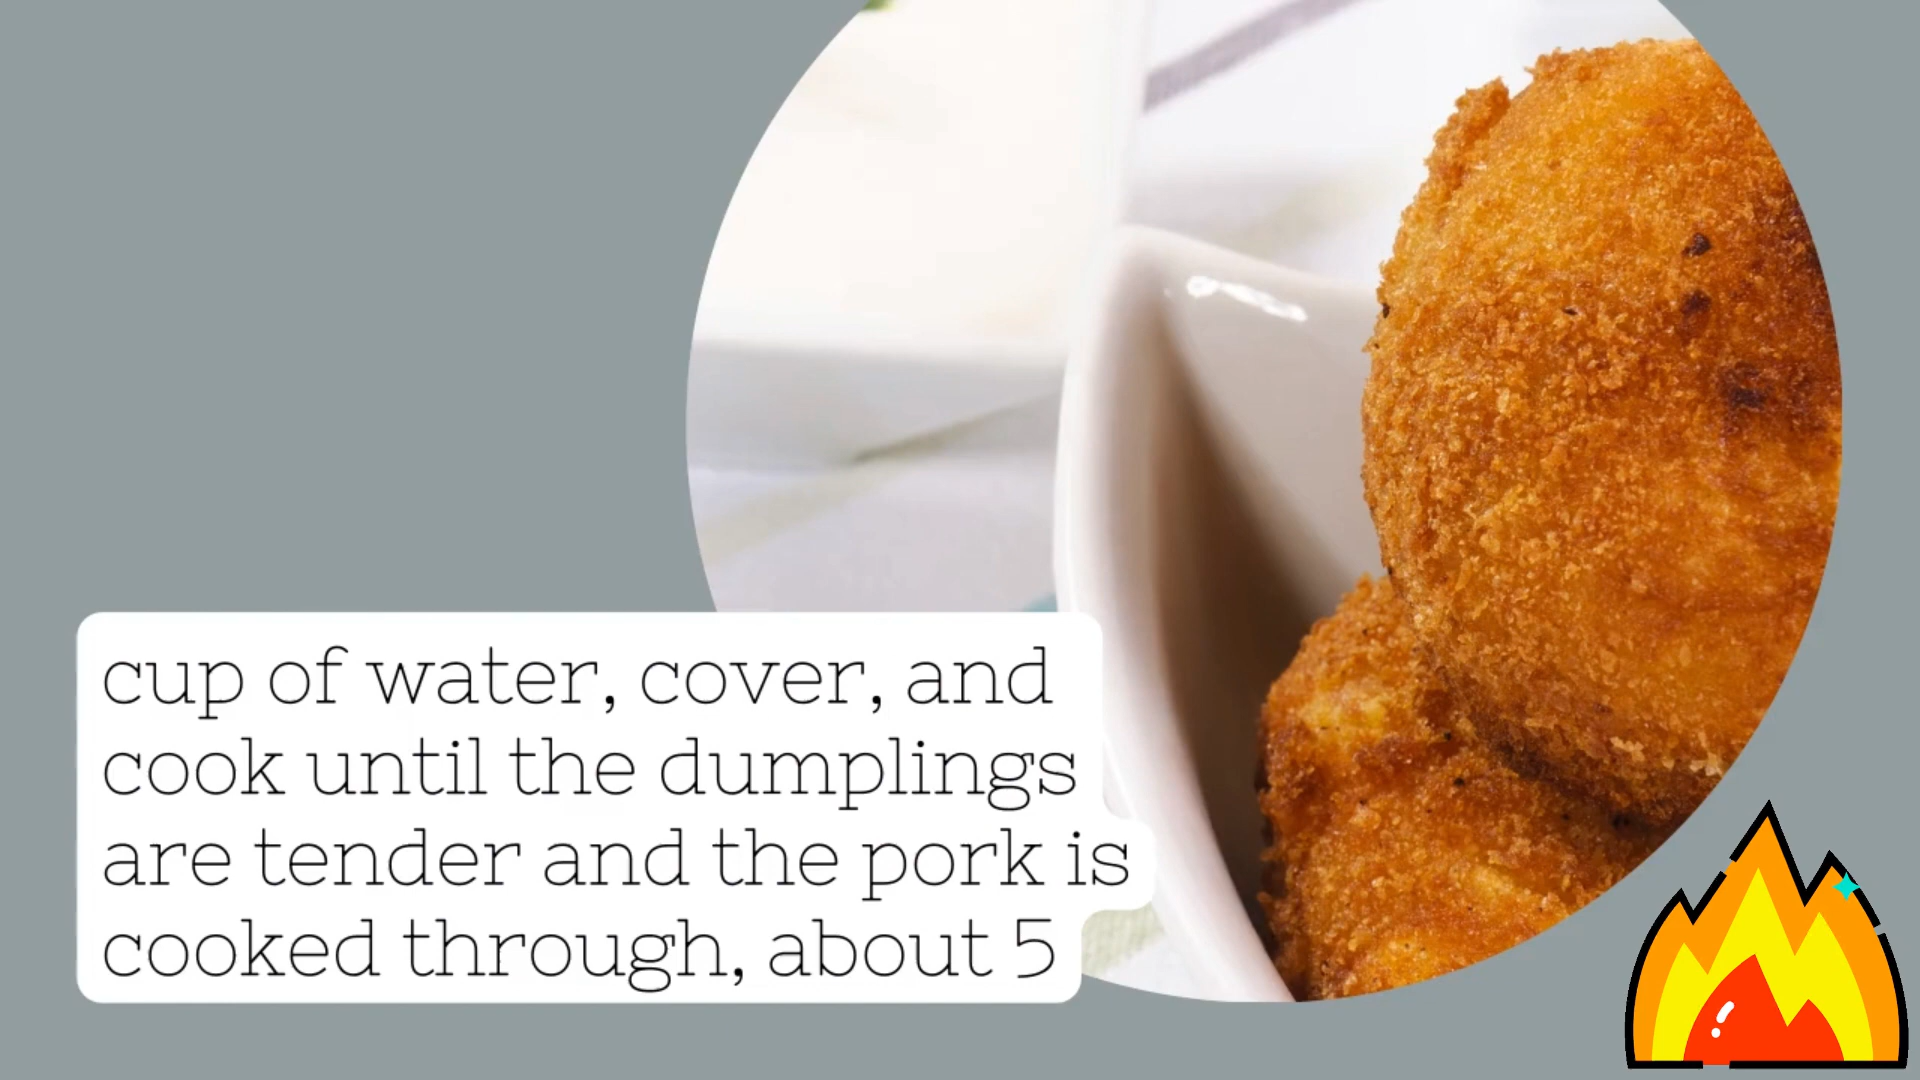 cup of water, cover, and
cook until the dumplings
are tender and the pork is
cooked through, about 5